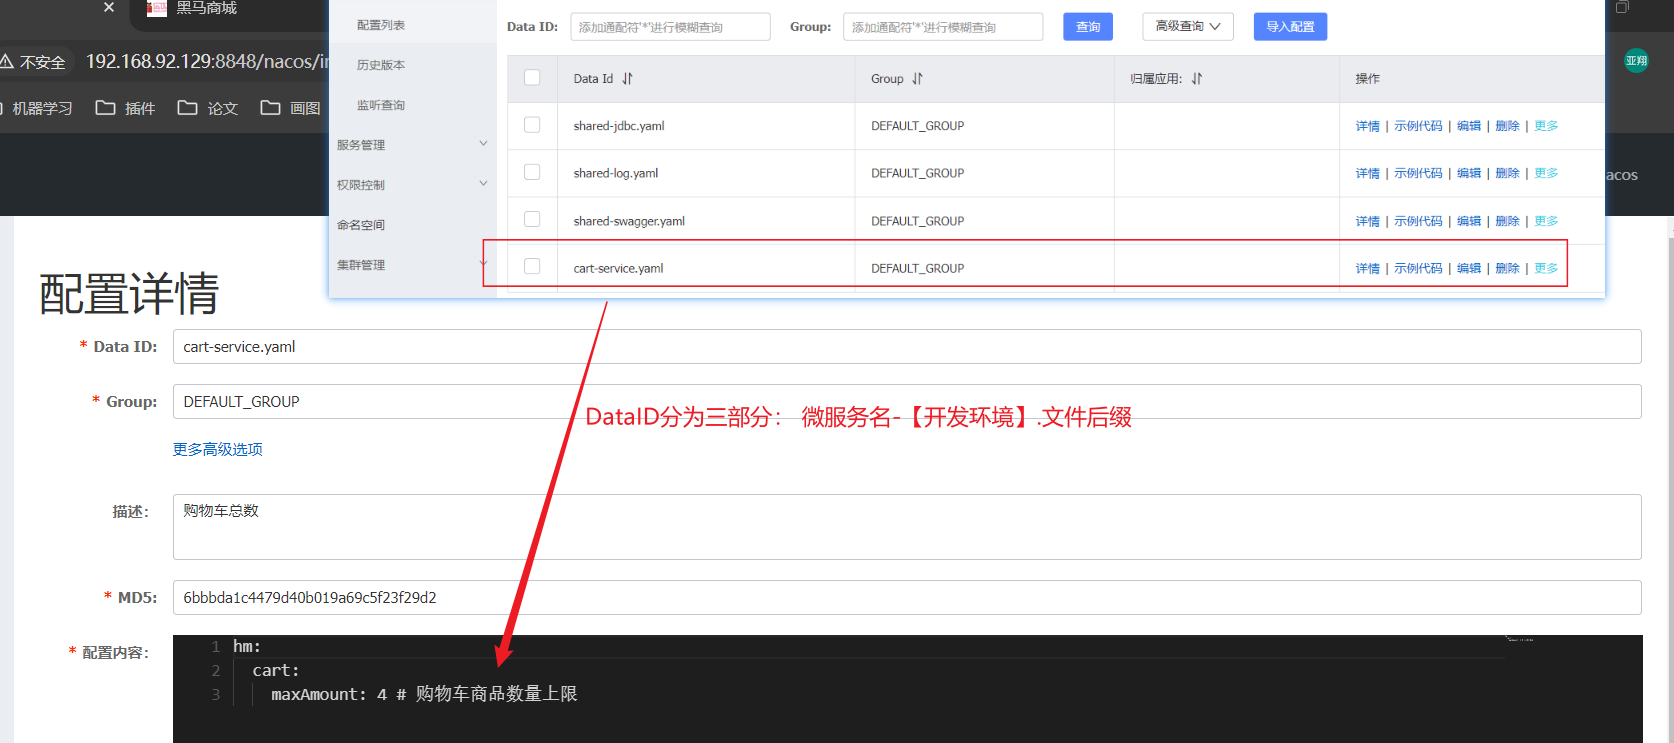 黑马商城
不安全
192.168.92.129:8848/nacos/in
机器学习
插件
论文
画图
亚翔
acos
配置列表
历史版本
监听查询
服务管理
权限控制
命名空间
集群管理
Data ID:
添加通配符'*'进行模糊查询
Group:
添加通配符'*'进行模糊查询
查询
高级查询
导入配置
Data Id
Group
归属应用:
操作
shared-jdbc.yaml DEFAULT_GROUP 详情 | 示例代码 | 编辑 | 删除 | 更多
shared-log.yaml DEFAULT_GROUP 详情 | 示例代码 | 编辑 | 删除 | 更多
shared-swagger.yaml DEFAULT_GROUP 详情 | 示例代码 | 编辑 | 删除 | 更多
cart-service.yaml DEFAULT_GROUP 详情 | 示例代码 | 编辑 | 删除 | 更多
配置详情
* Data ID: cart-service.yaml
* Group: DEFAULT_GROUP
DataID分为三部分： 微服务名-【开发环境】.文件后缀
更多高级选项
描述: 购物车总数
* MD5: 6bbbda1c4479d40b019a69c5f23f29d2
* 配置内容:
1 hm:
2 cart:
3 maxAmount: 4 # 购物车商品数量上限